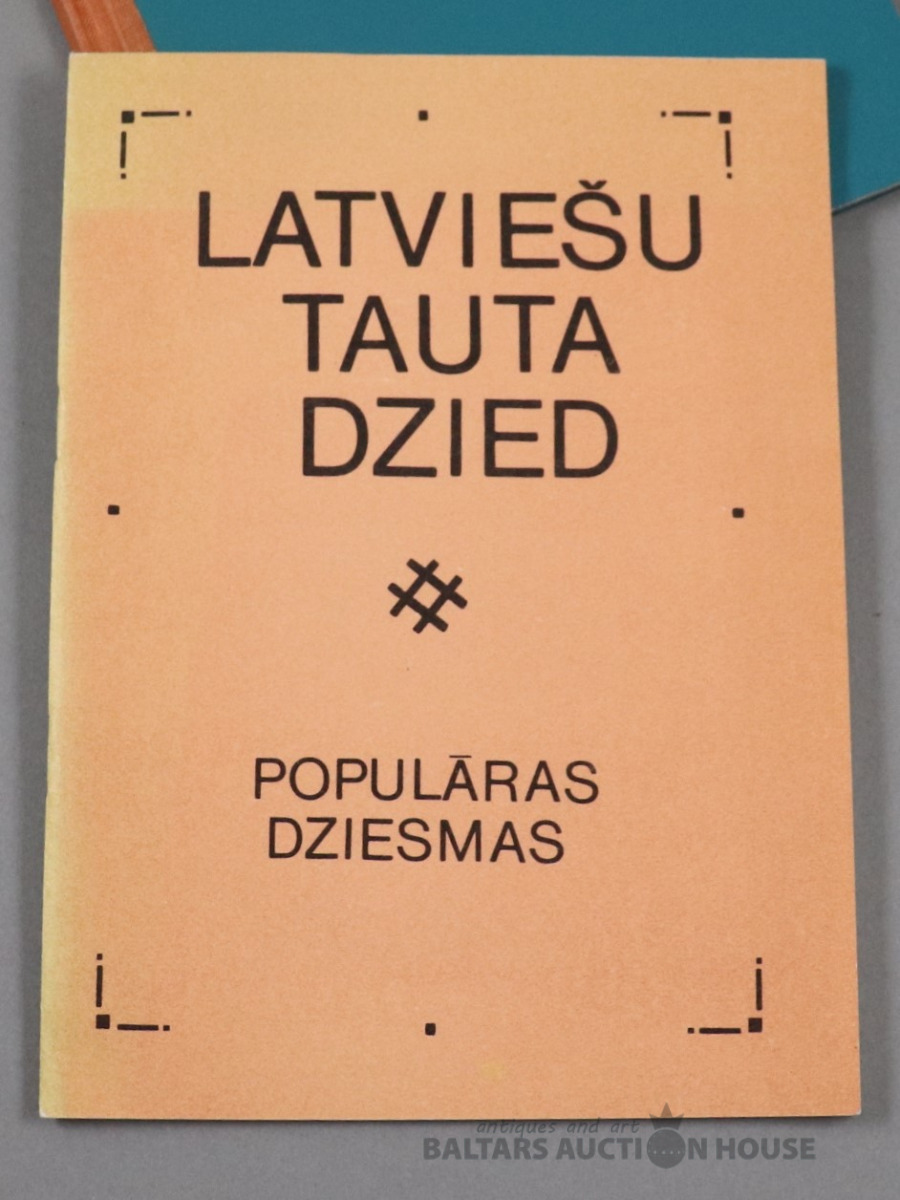 LATVIEŠU
TAUTA
DZIED
POPULĀRAS
DZIESMAS
antiques and art
BALTARS AUCTION HOUSE